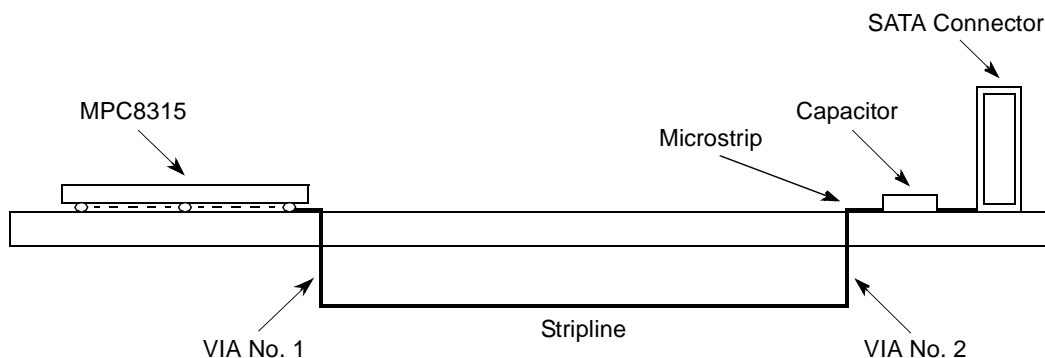 SATA Connector
MPC8315
Capacitor
Microstrip
Stripline
VIA No. 1
VIA No. 2